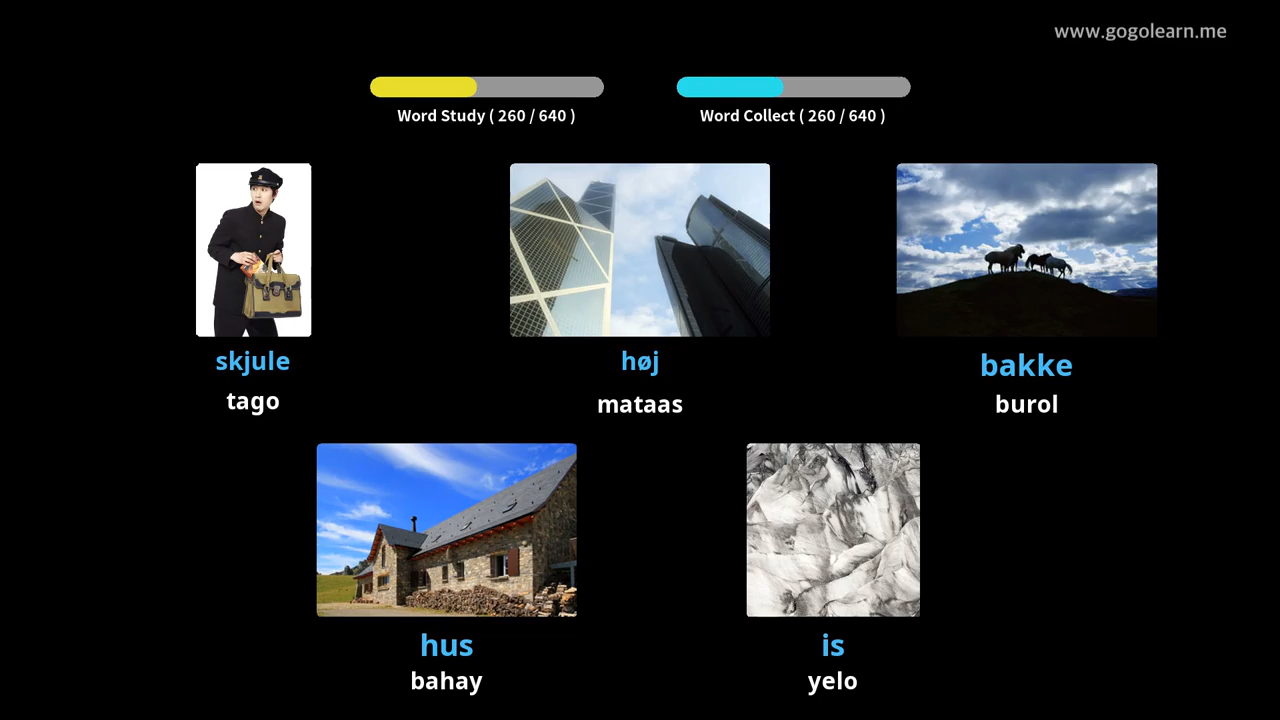 www.gogolearn.me
Word Study ( 260 / 640 )
Word Collect ( 260 / 640 )
skjule
tago
høj
mataas
bakke
burol
hus
bahay
is
yelo